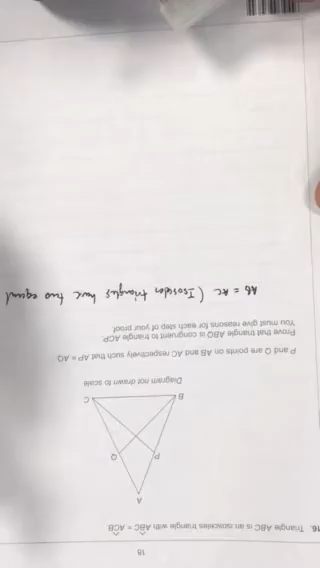 18
16. Triangle ABC is an isosceles triangle with AB̂C = AĈB
A
P
Q
B
C
Diagram not drawn to scale
P and Q are points on AB and AC respectively such that AP = AQ.
Prove that triangle ABQ is congruent to triangle ACP.
You must give reasons for each step of your proof.
AB = AC (Isosceles triangles have two equal